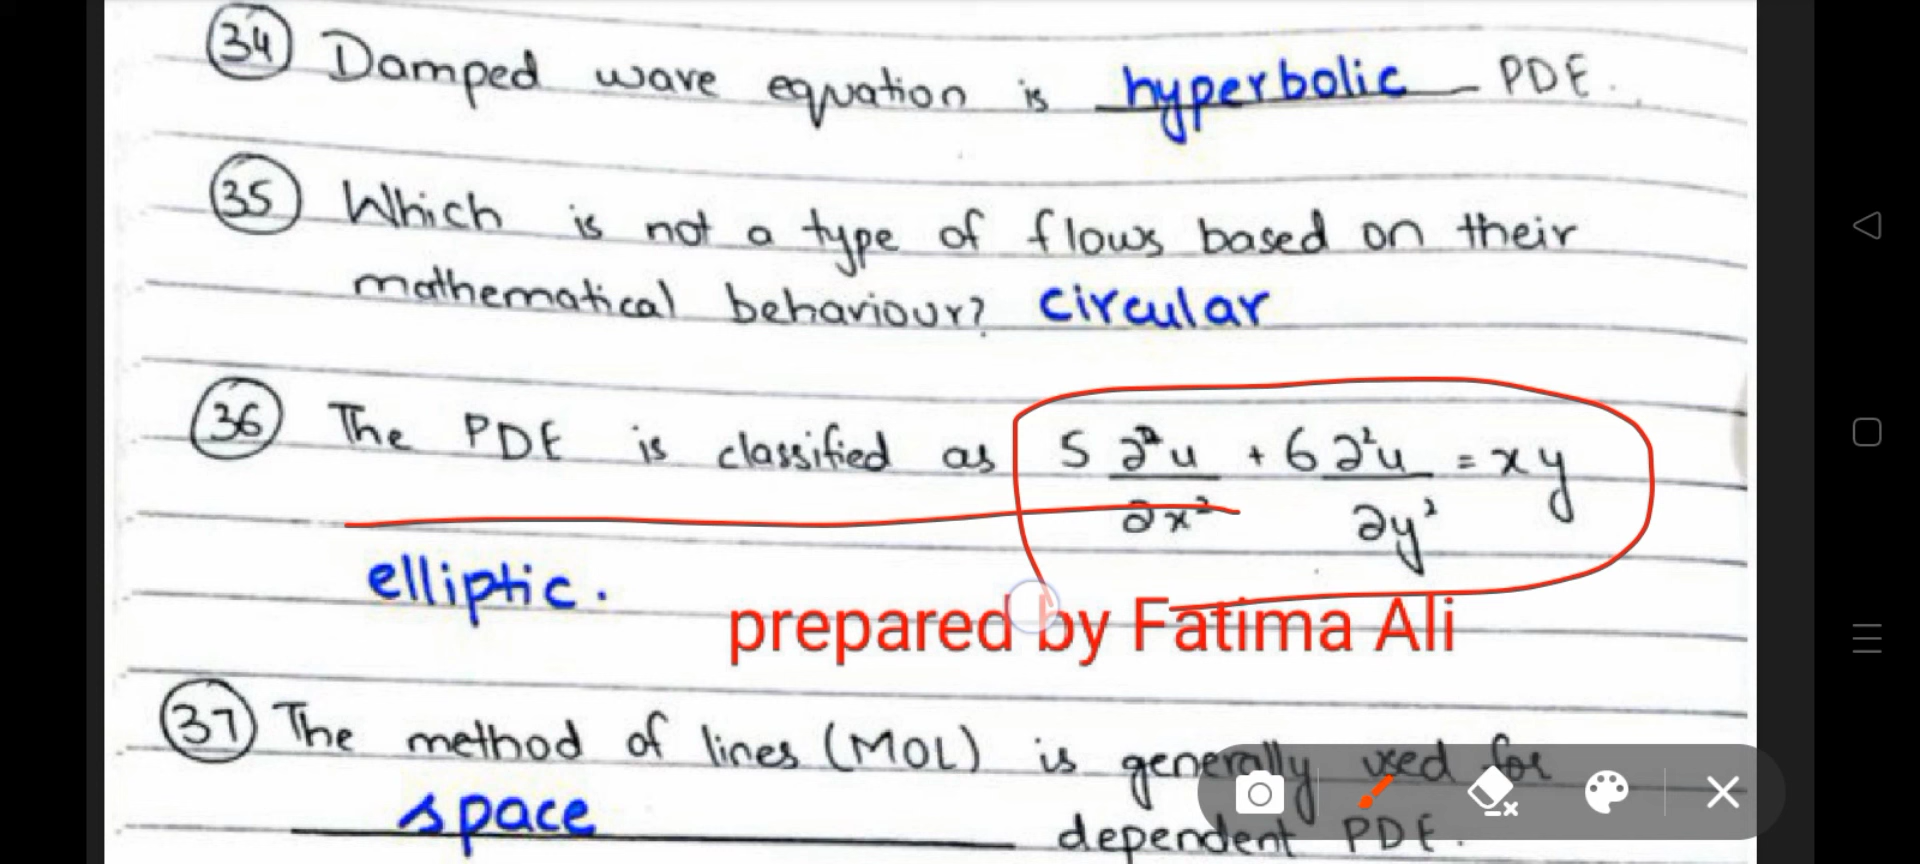 34 Damped wave equation is hyperbolic PDE.
35 Which is not a type of flows based on their
mathematical behaviour? circular
36 The PDE is classified as 5 ∂²u/∂x² + 6 ∂²u/∂y² = xy
elliptic.
prepared by Fatima Ali
37 The method of lines (MOL) is generally used for
space dependent PDE.